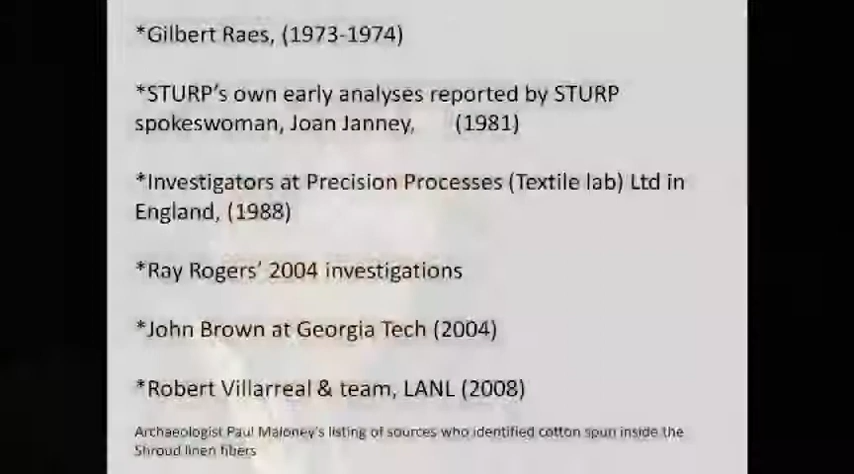 *Gilbert Raes, (1973-1974)
*STURP's own early analyses reported by STURP
spokeswoman, Joan Janney, (1981)
*Investigators at Precision Processes (Textile lab) Ltd in
England, (1988)
*Ray Rogers' 2004 investigations
*John Brown at Georgia Tech (2004)
*Robert Villarreal & team, LANL (2008)
Archaeologist Paul Maloney's listing of sources who identified cotton spun inside the
Shroud linen fibers